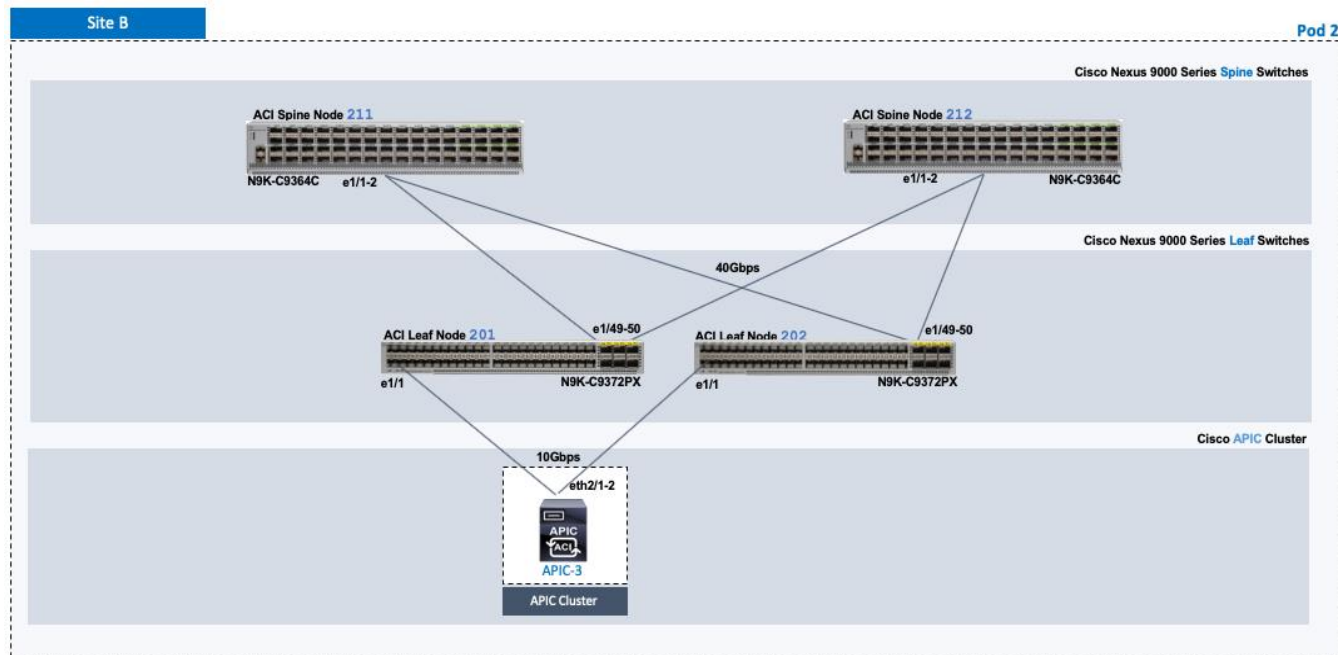 Site B
Pod 2
Cisco Nexus 9000 Series Spine Switches
ACI Spine Node 211
ACI Spine Node 212
N9K-C9364C
e1/1-2
e1/1-2
N9K-C9364C
Cisco Nexus 9000 Series Leaf Switches
40Gbps
ACI Leaf Node 201
e1/49-50
ACI Leaf Node 202
e1/49-50
e1/1
N9K-C9372PX
e1/1
N9K-C9372PX
Cisco APIC Cluster
10Gbps
eth2/1-2
APIC
ACI
APIC-3
APIC Cluster